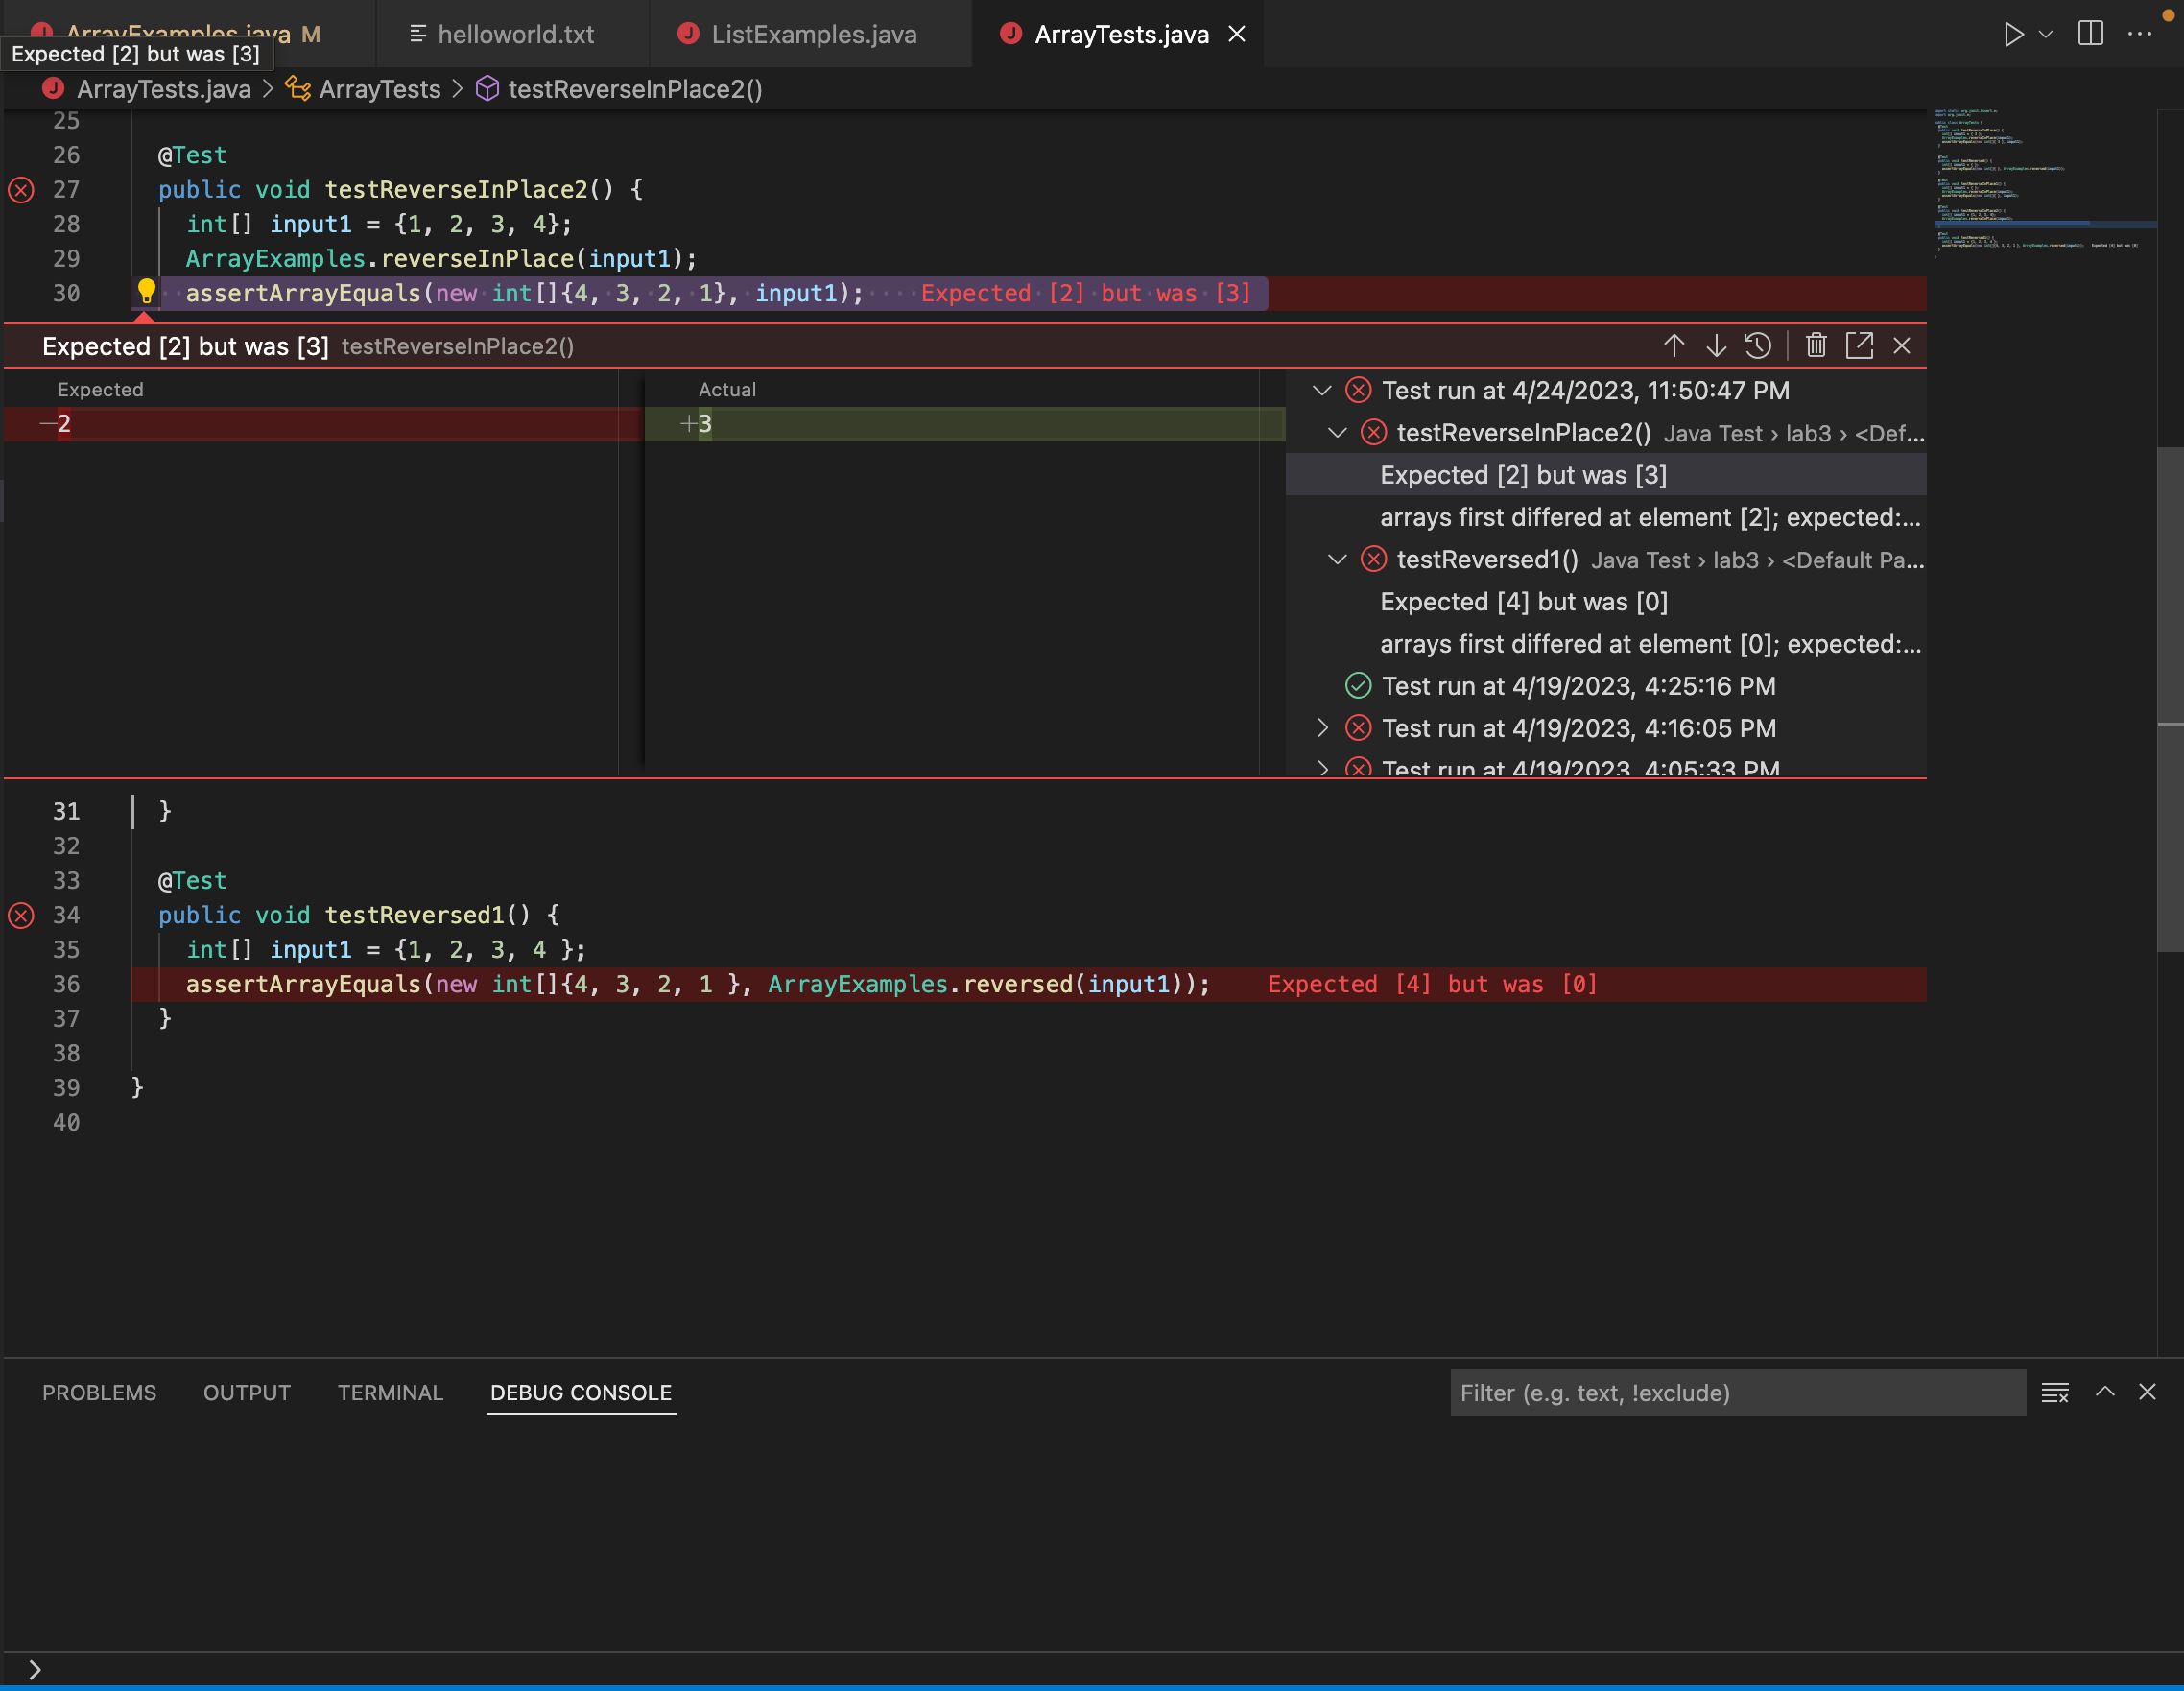 ArrayExamples.java M
helloworld.txt
ListExamples.java
ArrayTests.java
Expected [2] but was [3]
ArrayTests.java > ArrayTests > testReverseInPlace2()
25
26 @Test
27 public void testReverseInPlace2() {
28 int[] input1 = {1, 2, 3, 4};
29 ArrayExamples.reverseInPlace(input1);
30 assertArrayEquals(new int[]{4, 3, 2, 1}, input1); Expected [2] but was [3]
Expected [2] but was [3] testReverseInPlace2()
Expected
2
Actual
3
Test run at 4/24/2023, 11:50:47 PM
testReverseInPlace2() Java Test › lab3 › <Def...
Expected [2] but was [3]
arrays first differed at element [2]; expected:...
testReversed1() Java Test › lab3 › <Default Pa...
Expected [4] but was [0]
arrays first differed at element [0]; expected:...
Test run at 4/19/2023, 4:25:16 PM
Test run at 4/19/2023, 4:16:05 PM
Test run at 4/19/2023, 4:05:33 PM
31 }
32
33 @Test
34 public void testReversed1() {
35 int[] input1 = {1, 2, 3, 4 };
36 assertArrayEquals(new int[]{4, 3, 2, 1 }, ArrayExamples.reversed(input1)); Expected [4] but was [0]
37 }
38
39 }
40
PROBLEMS OUTPUT TERMINAL DEBUG CONSOLE
Filter (e.g. text, !exclude)